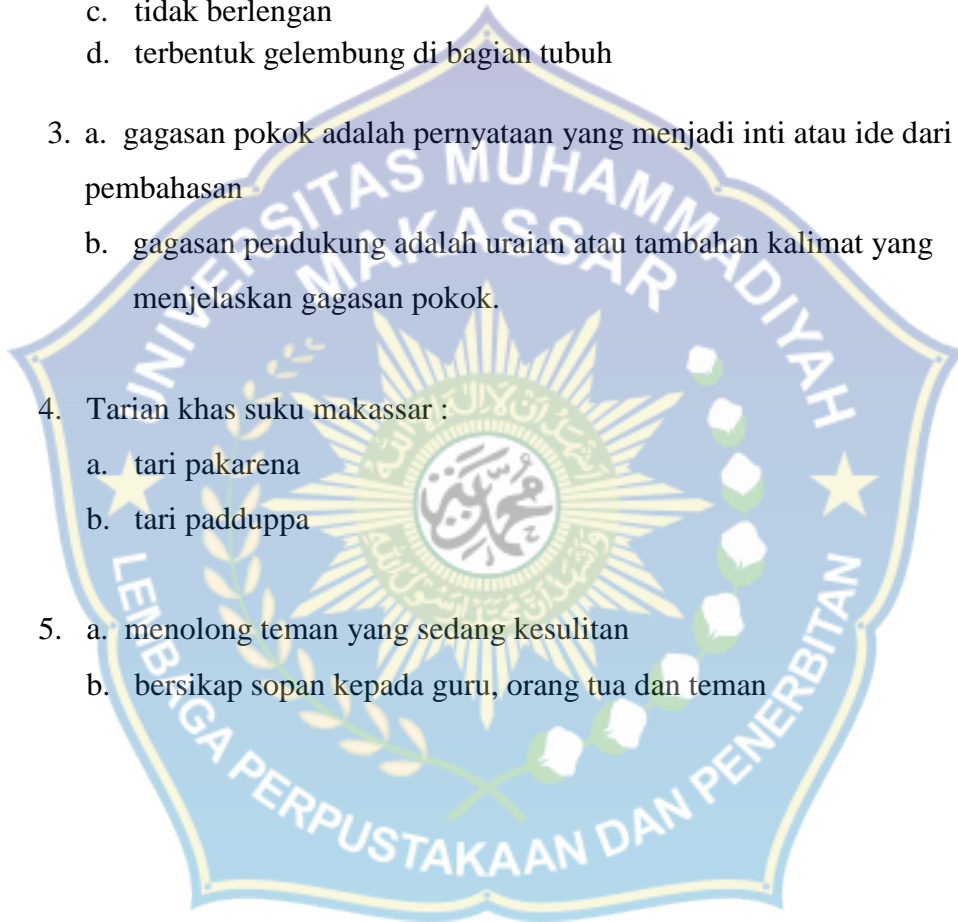 c. tidak berlengan
d. terbentuk gelembung di bagian tubuh
3. a. gagasan pokok adalah pernyataan yang menjadi inti atau ide dari
pembahasan
b. gagasan pendukung adalah uraian atau tambahan kalimat yang
menjelaskan gagasan pokok.
4. Tarian khas suku makassar :
a. tari pakarena
b. tari padduppa
5. a. menolong teman yang sedang kesulitan
b. bersikap sopan kepada guru, orang tua dan teman
UNIVERSITAS MUHAMMADIYAH
MAKASSAR
LEMBAGA PERPUSTAKAAN DAN PENERBITAN